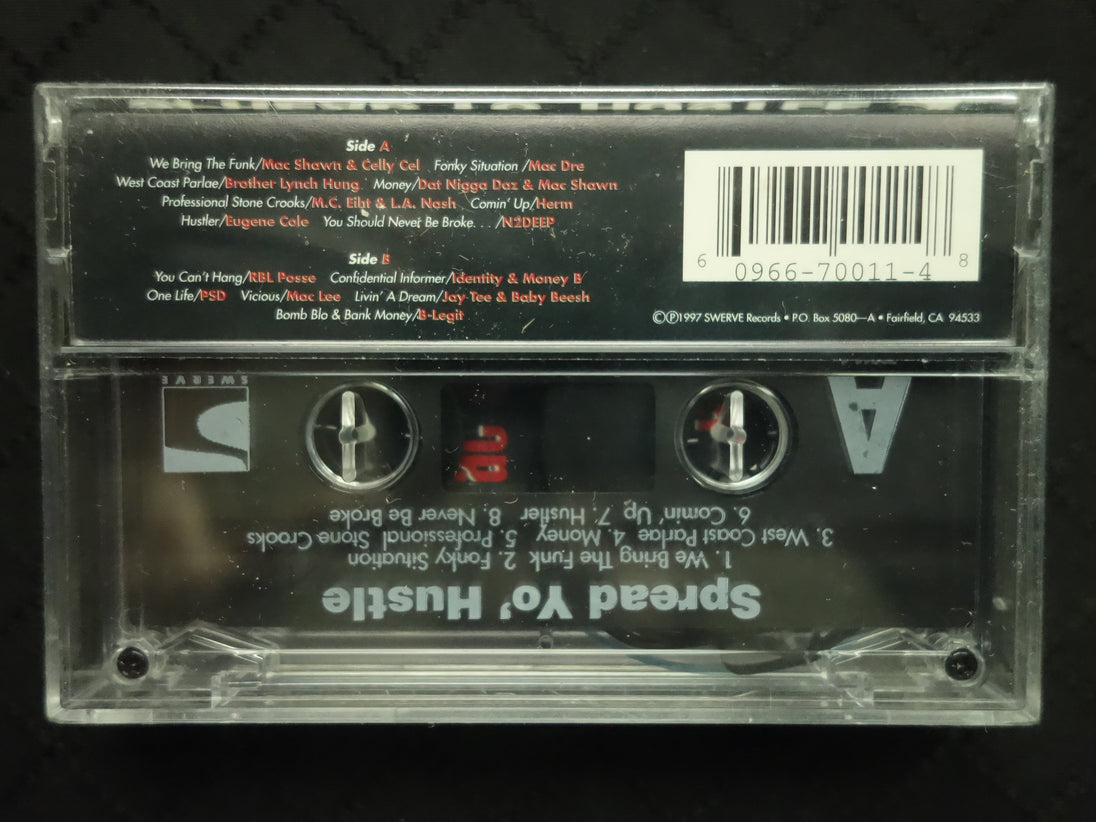 Side A
We Bring The Funk/Mac Shawn & Celly Cel Fonky Situation /Mac Dre
West Coast Parlae/Brother Lynch Hung Money/Dat Nigga Daz & Mac Shawn
Professional Stone Crooks/M.C. Eiht & L.A. Nash Comin' Up/Herm
Hustler/Eugene Cole You Should Never Be Broke. . . /N2DEEP
Side B
You Can't Hang/RBL Posse Confidential Informer/Identity & Money B
One Life/PSD Vicious/Mac Lee Livin' A Dream/Jay Tee & Baby Beesh
Bomb Blo & Bank Money/B-Legit
6 0966-70011-4 8
©℗1997 SWERVE Records • P.O. Box 5080—A • Fairfield, CA 94533
SWERVE
A
Spread Yo' Hustle
1. We Bring The Funk 2. Fonky Situation
3. West Coast Parlae 4. Money 5. Professional Stone Crooks
6. Comin' Up 7. Hustler 8. Never Be Broke